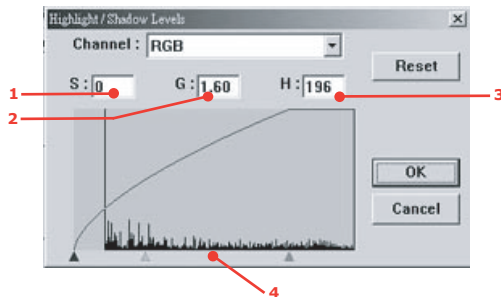 Highlight / Shadow Levels
Channel : RGB
Reset
S : 0 G : 1.60 H : 196
1
2
3
OK
Cancel
4